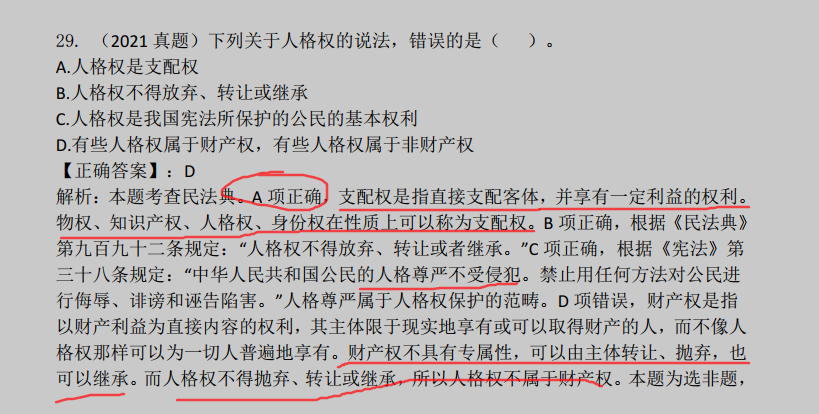 29. （2021 真题）下列关于人格权的说法，错误的是（ ）。
A.人格权是支配权
B.人格权不得放弃、转让或继承
C.人格权是我国宪法所保护的公民的基本权利
D.有些人格权属于财产权，有些人格权属于非财产权
【正确答案】：D
解析：本题考查民法典。A 项正确，支配权是指直接支配客体，并享有一定利益的权利。
物权、知识产权、人格权、身份权在性质上可以称为支配权。B 项正确，根据《民法典》
第九百九十二条规定：“人格权不得放弃、转让或者继承。”C 项正确，根据《宪法》第
三十八条规定：“中华人民共和国公民的人格尊严不受侵犯。禁止用任何方法对公民进
行侮辱、诽谤和诬告陷害。”人格尊严属于人格权保护的范畴。D 项错误，财产权是指
以财产利益为直接内容的权利，其主体限于现实地享有或可以取得财产的人，而不像人
格权那样可以为一切人普遍地享有。财产权不具有专属性，可以由主体转让、抛弃，也
可以继承。而人格权不得抛弃、转让或继承，所以人格权不属于财产权。本题为选非题，